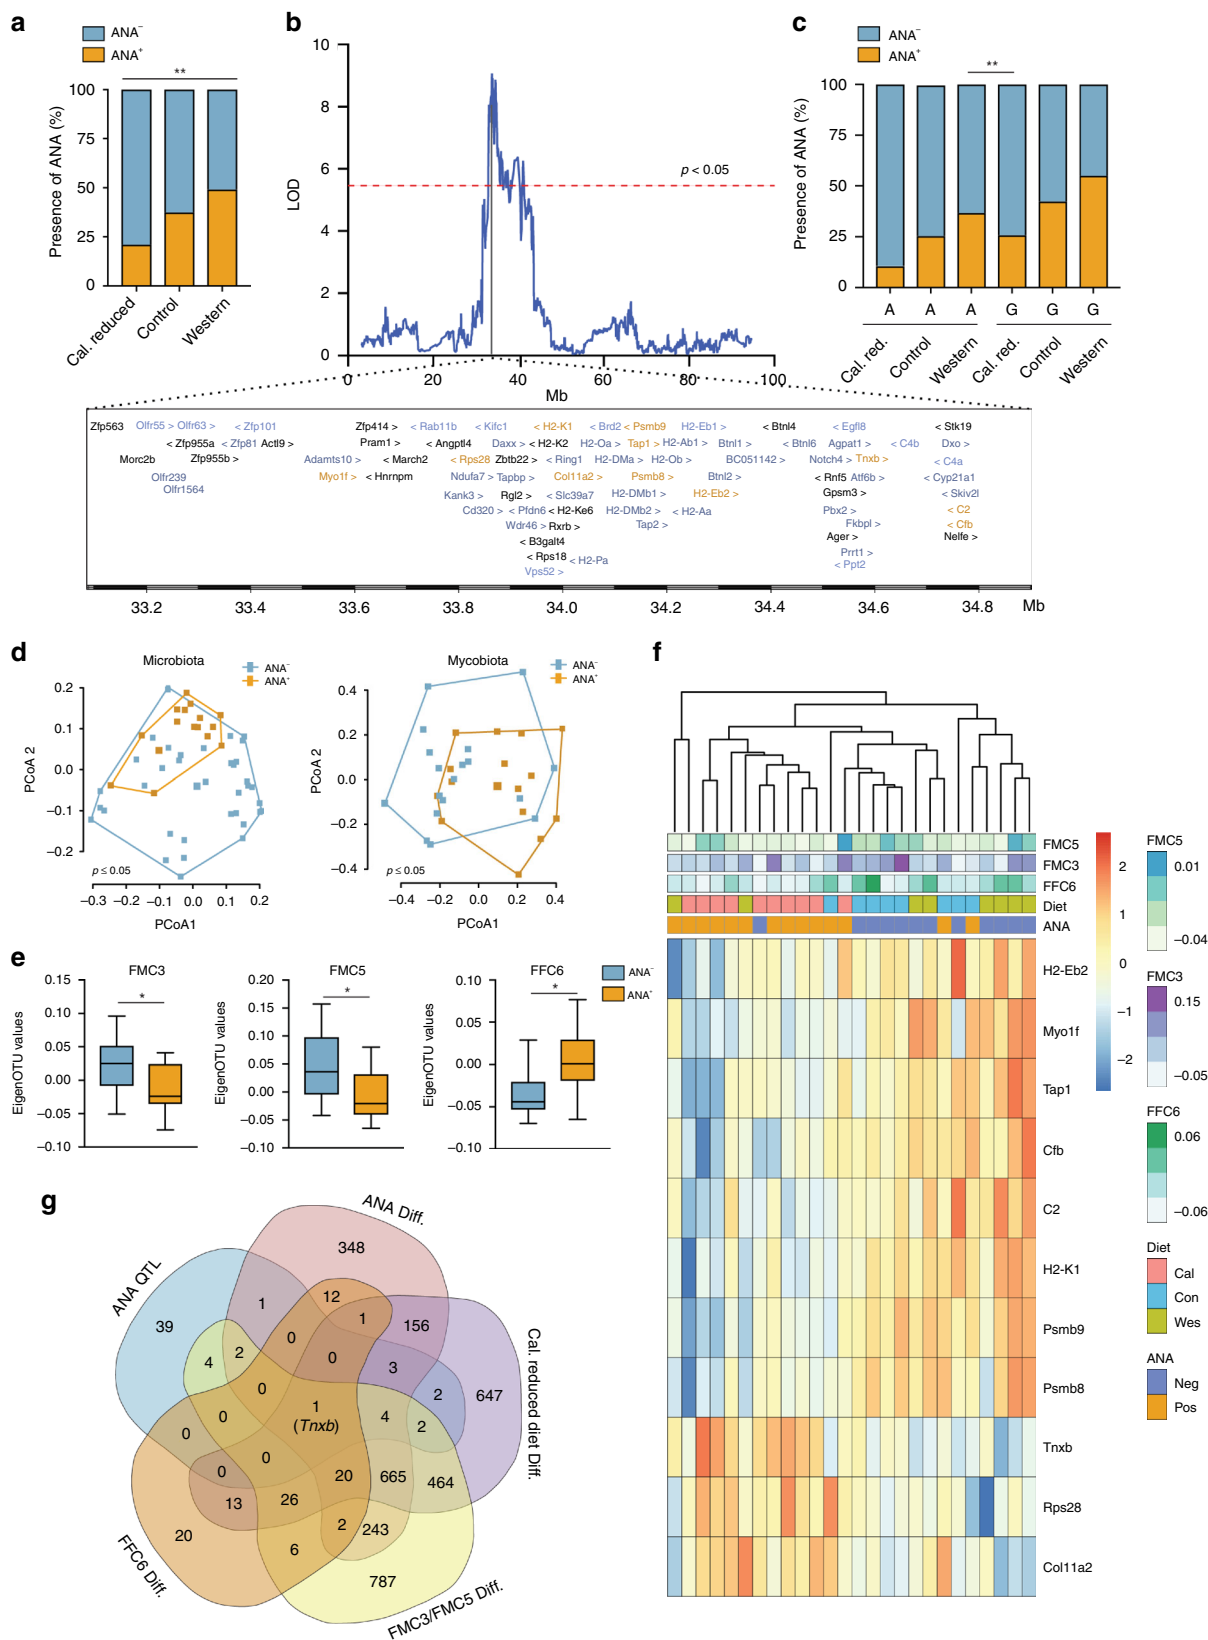 a
ANA⁻
ANA⁺
**
Presence of ANA (%)
100
75
50
25
0
Cal. reduced
Control
Western
b
LOD
10
8
6
4
2
0
p < 0.05
0
20
40
60
80
100
Mb
c
ANA⁻
ANA⁺
**
Presence of ANA (%)
100
75
50
25
0
A A A G G G
Cal. red.
Control
Western
Cal. red.
Control
Western
Zfp563 Olfr55 > Olfr63 > < Zfp101 Zfp414 > < Rab11b < Kifc1 < H2-K1 < Brd2 < Psmb9 < H2-Eb1 > < Btnl4 < Egfl8 < Stk19
< Zfp955a < Zfp81 Actl9 > Pram1 > < Angptl4 Daxx > < H2-K2 H2-Oa > Tap1 > H2-Ab1 > Btnl1 > < Btnl6 Agpat1 > < C4b Dxo >
Morc2b Zfp955b > Adamts10 > < March2 < Rps28 Zbtb22 > < Ring1 H2-DMa > H2-Ob > BC051142 > Notch4 > Tnxb > < C4a
Olfr239 Myo1f > < Hnrnpm Ndufa7 > Tapbp > Col11a2 > Psmb8 > Btnl2 > < Rnf5 Atf6b > < Cyp21a1
Olfr1564 Kank3 > Rgl2 > < Slc39a7 H2-DMb1 > H2-Eb2 > Gpsm3 > < Skiv2l
Cd320 > < Pfdn6 < H2-Ke6 H2-DMb2 > < H2-Aa Pbx2 > < C2
Wdr46 > Rxrb > Tap2 > Fkbpl > < Cfb
< B3galt4 Ager > Nelfe >
< Rps18 < H2-Pa Prrt1 >
Vps52 > < Ppt2
33.2 33.4 33.6 33.8 34.0 34.2 34.4 34.6 34.8 Mb
d
Microbiota
ANA⁻
ANA⁺
PCoA 2
0.2
0.1
0.0
−0.1
−0.2
p ≤ 0.05
−0.3 −0.2 −0.1 0.0 0.1 0.2
PCoA1
Mycobiota
ANA⁻
ANA⁺
PCoA 2
0.4
0.2
0.0
−0.2
−0.4
p ≤ 0.05
−0.4 −0.2 0.0 0.2 0.4
PCoA1
e
FMC3
EigenOTU values
0.15
0.10
0.05
0.00
−0.05
−0.10
*
FMC5
EigenOTU values
0.20
0.15
0.10
0.05
0.00
−0.05
−0.10
*
FFC6
EigenOTU values
0.10
0.05
0.00
−0.05
−0.10
*
ANA⁻
ANA⁺
f
FMC5
FMC3
FFC6
Diet
ANA
H2-Eb2
Myo1f
Tap1
Cfb
C2
H2-K1
Psmb9
Psmb8
Tnxb
Rps28
Col11a2
2
1
0
−1
−2
FMC5
0.01
−0.04
FMC3
0.15
−0.05
FFC6
0.06
−0.06
Diet
Cal
Con
Wes
ANA
Neg
Pos
g
ANA QTL
ANA Diff.
Cal. reduced diet Diff.
FMC3/FMC5 Diff.
FFC6 Diff.
348
1
12
39
0
1
156
4
2
0
3
0
2
647
1
(Tnxb)
0
4
2
0
0
0
20
665
464
13
26
20
2
243
6
787